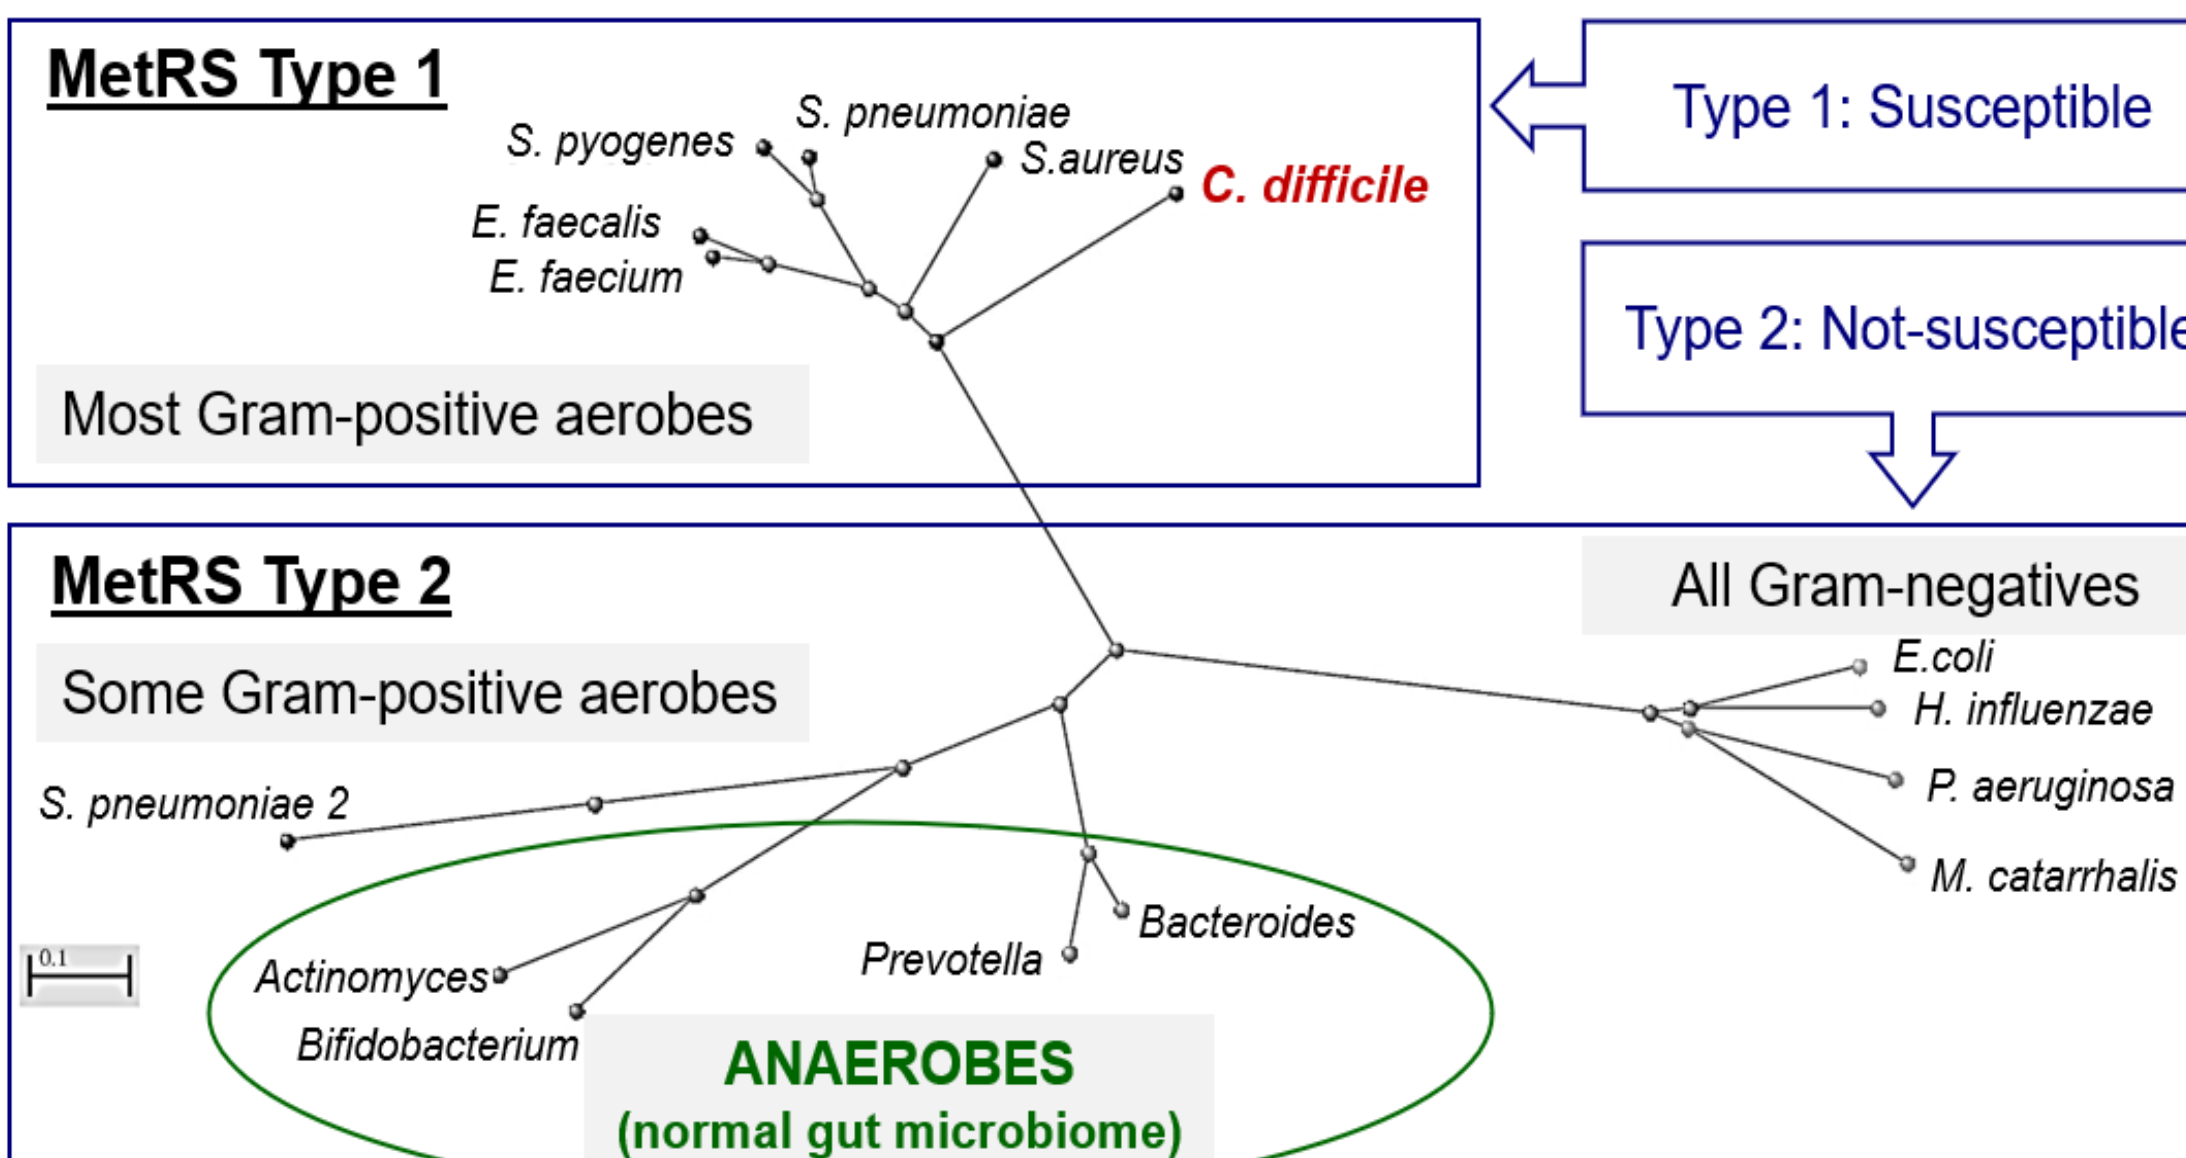 MetRS Type 1
S. pneumoniae
S. pyogenes
S.aureus
C. difficile
E. faecalis
E. faecium
Most Gram-positive aerobes
Type 1: Susceptible
Type 2: Not-susceptible
MetRS Type 2
All Gram-negatives
Some Gram-positive aerobes
E.coli
H. influenzae
P. aeruginosa
M. catarrhalis
S. pneumoniae 2
Bacteroides
Prevotella
0.1
Actinomyces
Bifidobacterium
ANAEROBES
(normal gut microbiome)